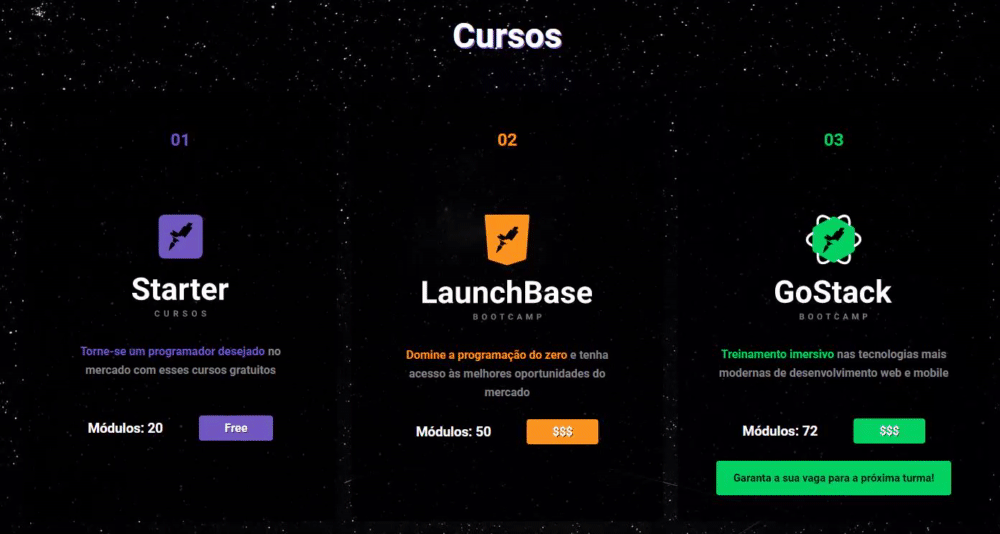 Cursos
01
Starter
CURSOS
Torne-se um programador desejado no
mercado com esses cursos gratuitos
Módulos: 20
Free
02
LaunchBase
BOOTCAMP
Domine a programação do zero e tenha
acesso às melhores oportunidades do
mercado
Módulos: 50
$$$
03
GoStack
BOOTCAMP
Treinamento imersivo nas tecnologias mais
modernas de desenvolvimento web e mobile
Módulos: 72
$$$
Garanta a sua vaga para a próxima turma!